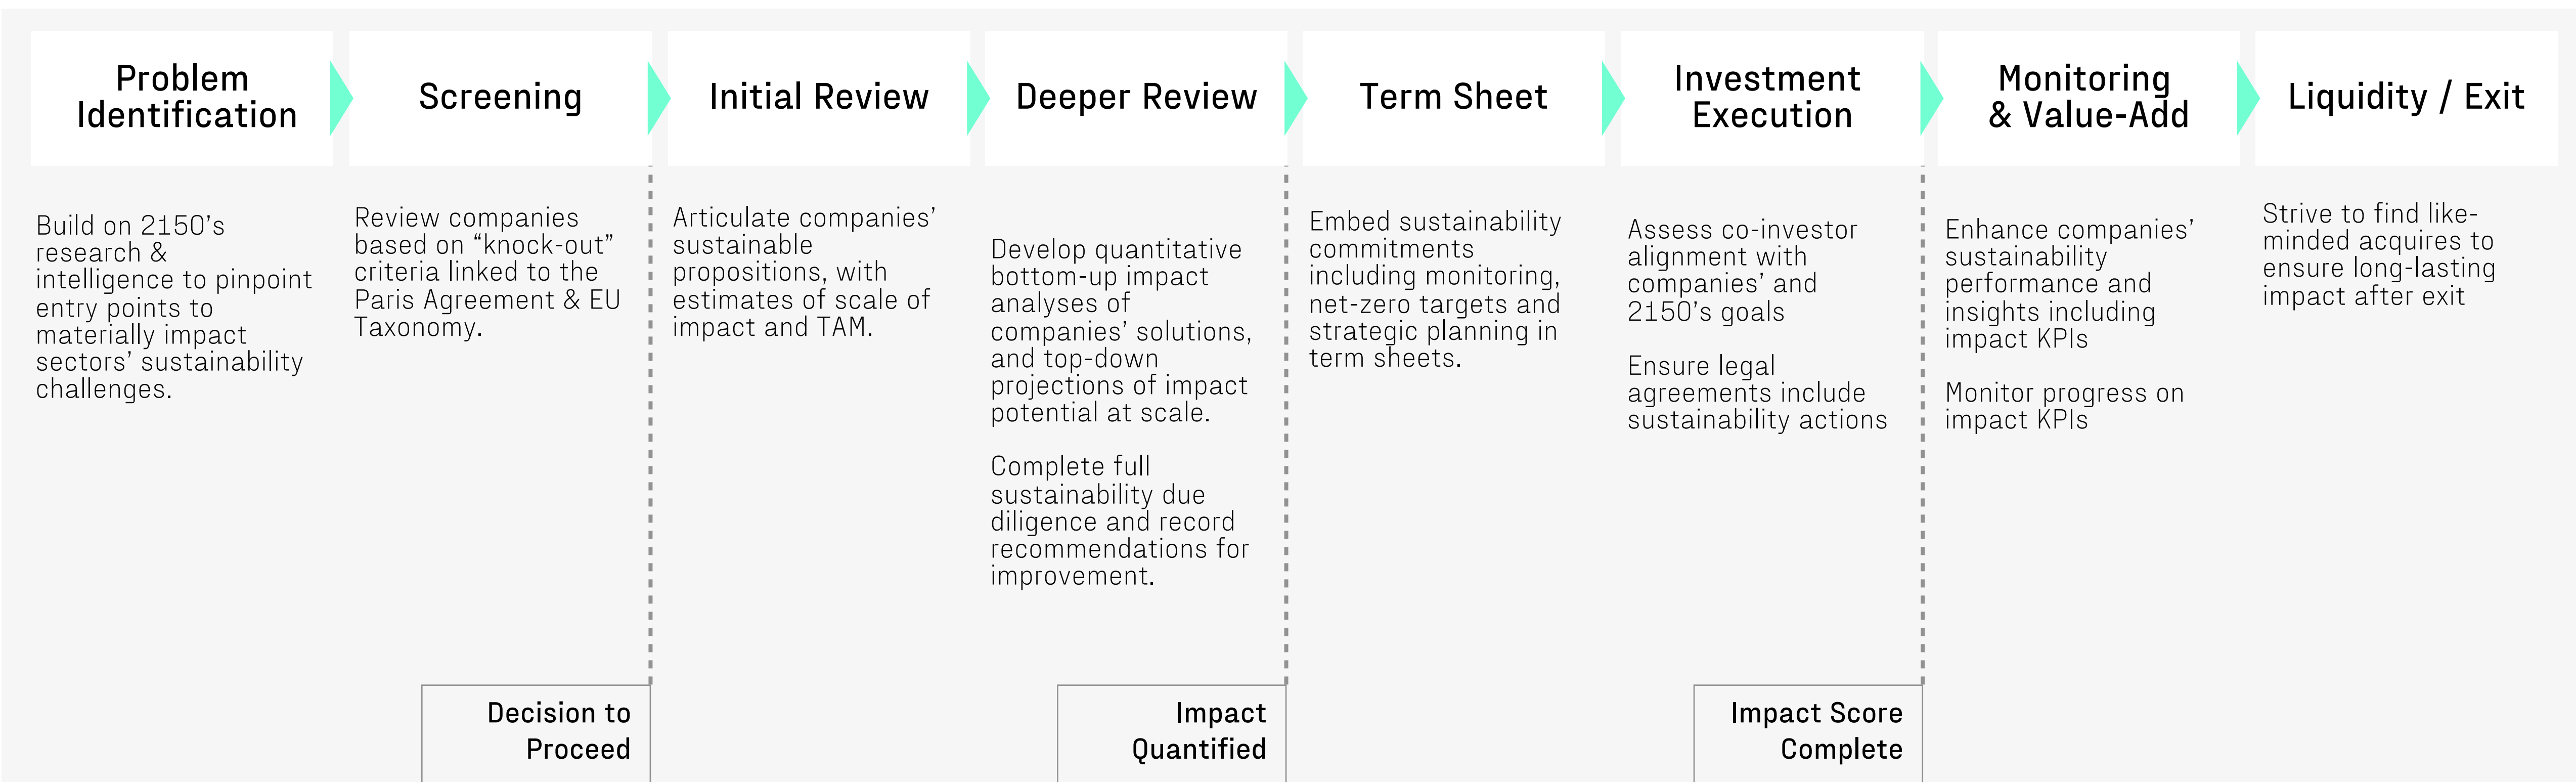 Problem
Identification
Screening
Initial Review
Deeper Review
Term Sheet
Investment
Execution
Monitoring
& Value-Add
Liquidity / Exit
Build on 2150’s
research &
intelligence to pinpoint
entry points to
materially impact
sectors’ sustainability
challenges.
Review companies
based on “knock-out”
criteria linked to the
Paris Agreement & EU
Taxonomy.
Articulate companies’
sustainable
propositions, with
estimates of scale of
impact and TAM.
Develop quantitative
bottom-up impact
analyses of
companies’ solutions,
and top-down
projections of impact
potential at scale.
Complete full
sustainability due
diligence and record
recommendations for
improvement.
Embed sustainability
commitments
including monitoring,
net-zero targets and
strategic planning in
term sheets.
Assess co-investor
alignment with
companies’ and
2150’s goals
Ensure legal
agreements include
sustainability actions
Enhance companies’
sustainability
performance and
insights including
impact KPIs
Monitor progress on
impact KPIs
Strive to find like-
minded acquires to
ensure long-lasting
impact after exit
Decision to
Proceed
Impact
Quantified
Impact Score
Complete